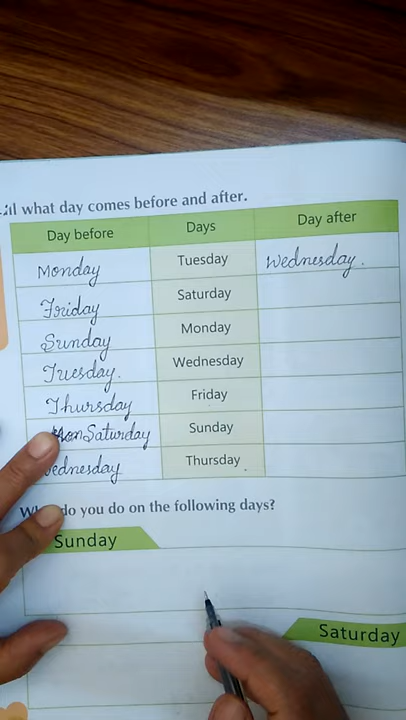 what day comes before and after.
Day before Days Day after
Monday Tuesday Wednesday.
Friday Saturday
Sunday Monday
Tuesday. Wednesday
Thursday Friday
Saturday Sunday
ednesday Thursday
do you do on the following days?
Sunday
Saturday